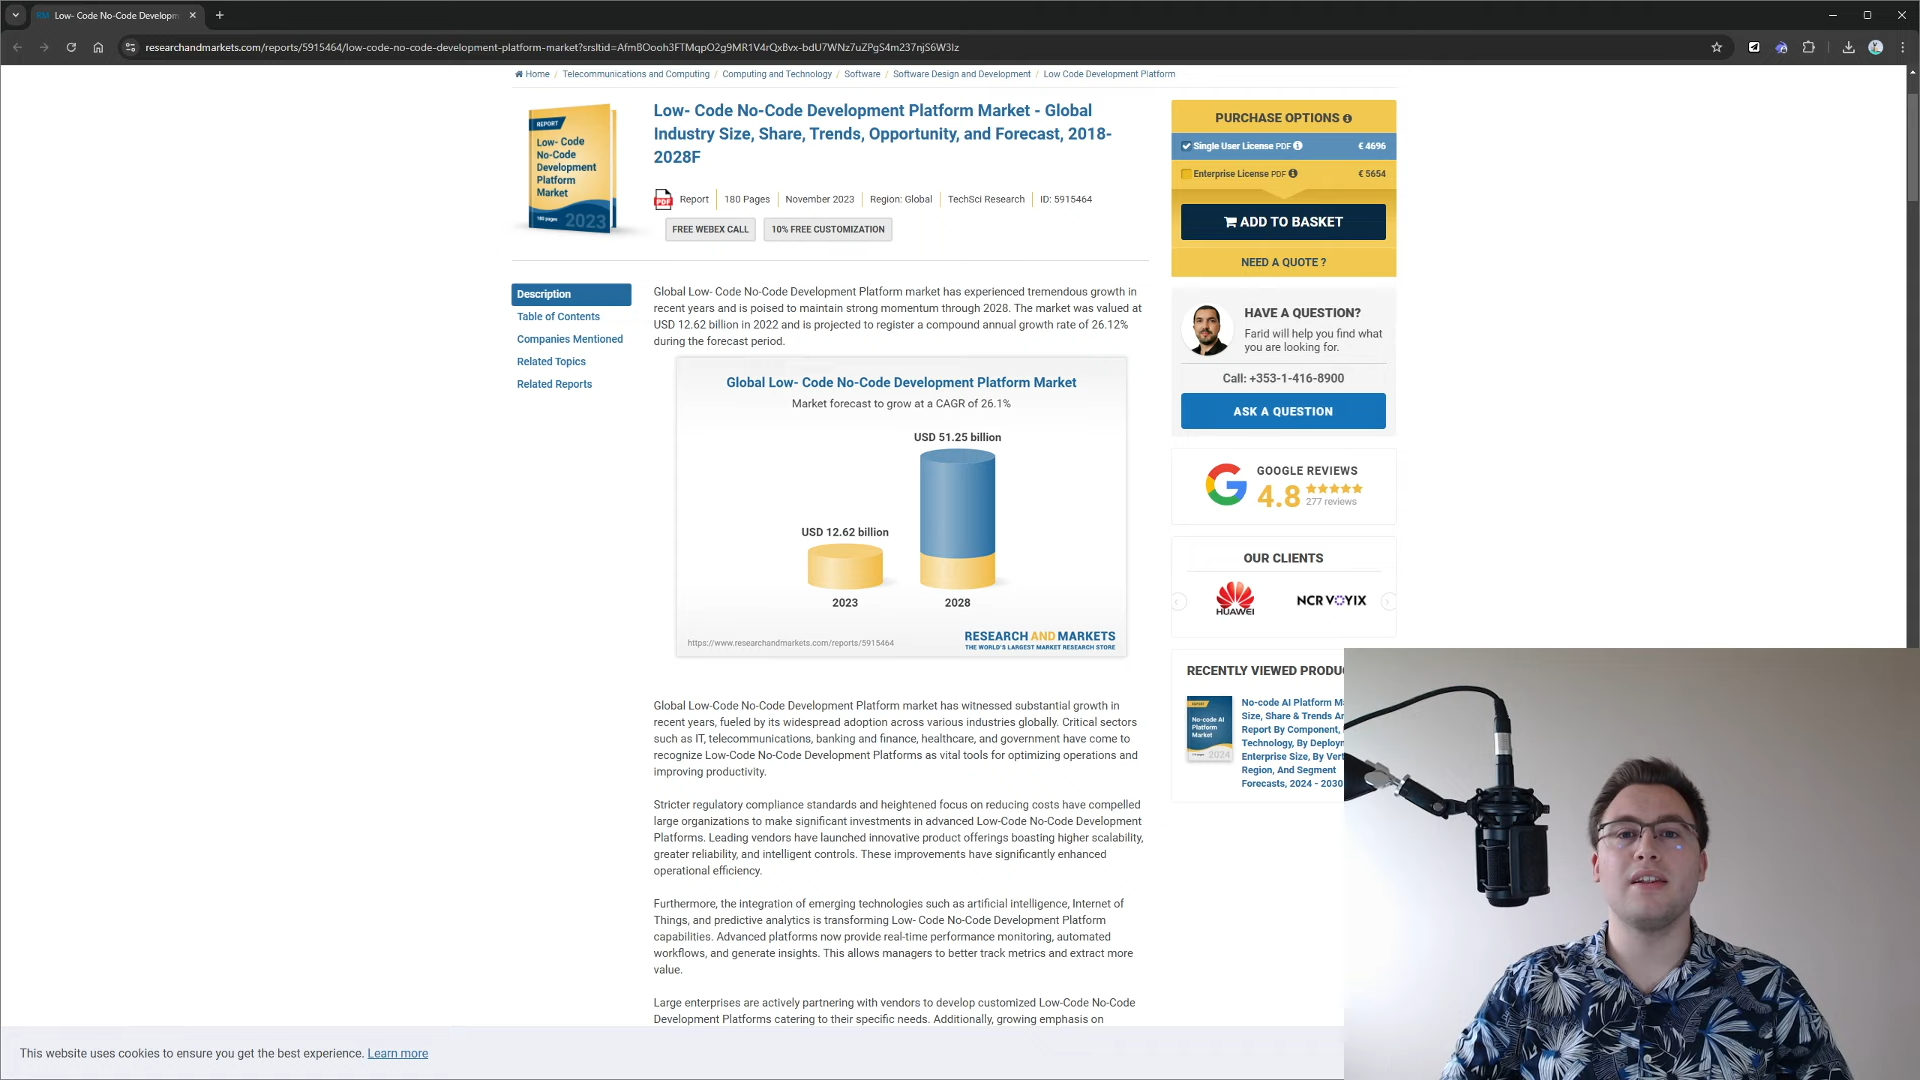 Low- Code No-Code Developm
researchandmarkets.com/reports/5915464/low-code-no-code-development-platform-market?srsltid=AfmBOooh3FTMqpO2g9MR1V4rQxBvx-bdU7WNz7uZPgS4m237njS6W3Iz
Home / Telecommunications and Computing / Computing and Technology / Software / Software Design and Development / Low Code Development Platform
REPORT
Low- Code
No-Code
Development
Platform
Market
180 pages
2023
Low- Code No-Code Development Platform Market - Global
Industry Size, Share, Trends, Opportunity, and Forecast, 2018-
2028F
PDF Report 180 Pages November 2023 Region: Global TechSci Research ID: 5915464
FREE WEBEX CALL 10% FREE CUSTOMIZATION
PURCHASE OPTIONS
Single User License PDF € 4696
Enterprise License PDF € 5654
ADD TO BASKET
NEED A QUOTE ?
Description
Table of Contents
Companies Mentioned
Related Topics
Related Reports
Global Low- Code No-Code Development Platform market has experienced tremendous growth in
recent years and is poised to maintain strong momentum through 2028. The market was valued at
USD 12.62 billion in 2022 and is projected to register a compound annual growth rate of 26.12%
during the forecast period.
Global Low- Code No-Code Development Platform Market
Market forecast to grow at a CAGR of 26.1%
USD 51.25 billion
USD 12.62 billion
2023 2028
https://www.researchandmarkets.com/reports/5915464
RESEARCH AND MARKETS
THE WORLD'S LARGEST MARKET RESEARCH STORE
HAVE A QUESTION?
Farid will help you find what
you are looking for.
Call: +353-1-416-8900
ASK A QUESTION
GOOGLE REVIEWS
4.8
277 reviews
OUR CLIENTS
HUAWEI
NCR VOYIX
RECENTLY VIEWED PRODU
REPORT
No-code AI
Platform
Market
2024
No-code AI Platform M
Size, Share & Trends A
Report By Component,
Technology, By Deploy
Enterprise Size, By Vert
Region, And Segment
Forecasts, 2024 - 2030
Global Low-Code No-Code Development Platform market has witnessed substantial growth in
recent years, fueled by its widespread adoption across various industries globally. Critical sectors
such as IT, telecommunications, banking and finance, healthcare, and government have come to
recognize Low-Code No-Code Development Platforms as vital tools for optimizing operations and
improving productivity.
Stricter regulatory compliance standards and heightened focus on reducing costs have compelled
large organizations to make significant investments in advanced Low-Code No-Code Development
Platforms. Leading vendors have launched innovative product offerings boasting higher scalability,
greater reliability, and intelligent controls. These improvements have significantly enhanced
operational efficiency.
Furthermore, the integration of emerging technologies such as artificial intelligence, Internet of
Things, and predictive analytics is transforming Low- Code No-Code Development Platform
capabilities. Advanced platforms now provide real-time performance monitoring, automated
workflows, and generate insights. This allows managers to better track metrics and extract more
value.
Large enterprises are actively partnering with vendors to develop customized Low-Code No-Code
Development Platforms catering to their specific needs. Additionally, growing emphasis on
This website uses cookies to ensure you get the best experience. Learn more